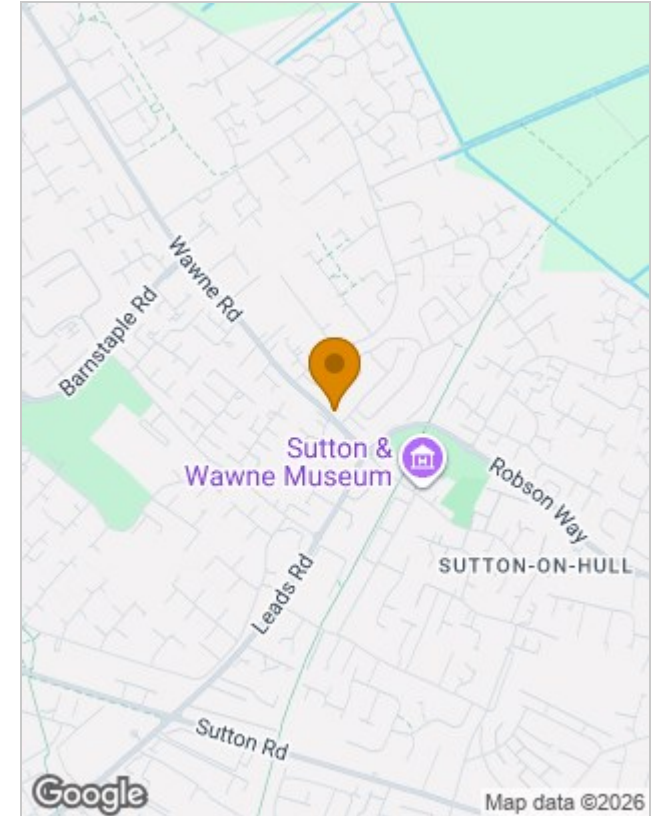 Wawne Rd
Barnstaple Rd
Sutton &
Wawne Museum
Robson Way
SUTTON-ON-HULL
Leads Rd
Sutton Rd
Google
Map data ©2026